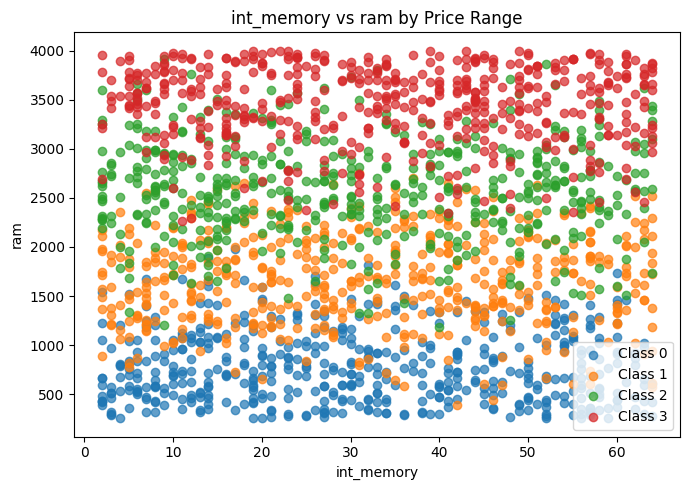 int_memory vs ram by Price Range
4000
3500
3000
2500
2000
1500
1000
500
ram
0
10
20
30
40
50
60
int_memory
Class 0
Class 1
Class 2
Class 3